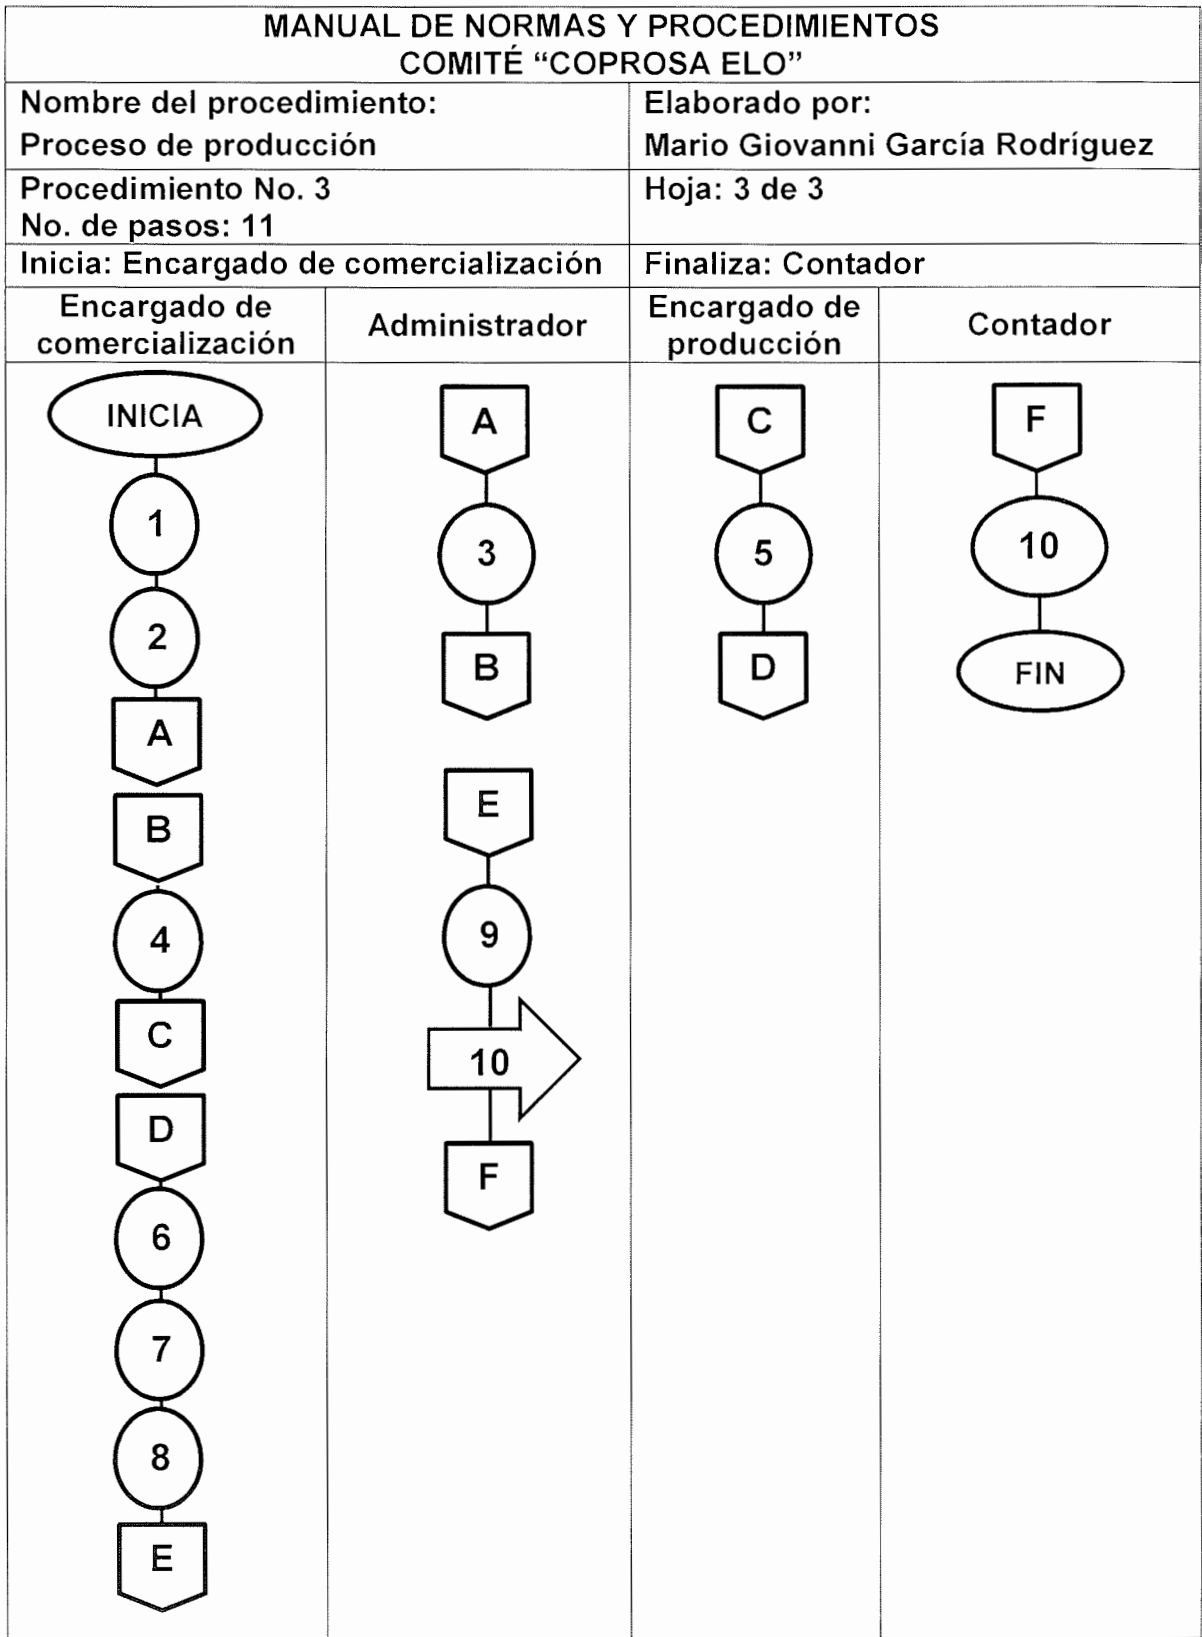 MANUAL DE NORMAS Y PROCEDIMIENTOS
COMITÉ “COPROSA ELO”
Nombre del procedimiento:
Proceso de producción
Elaborado por:
Mario Giovanni García Rodríguez
Procedimiento No. 3
No. de pasos: 11
Hoja: 3 de 3
Inicia: Encargado de comercialización
Finaliza: Contador
Encargado de
comercialización
Administrador
Encargado de
producción
Contador
INICIA
1
2
A
B
4
C
D
6
7
8
E
A
3
B
E
9
10
F
C
5
D
F
10
FIN